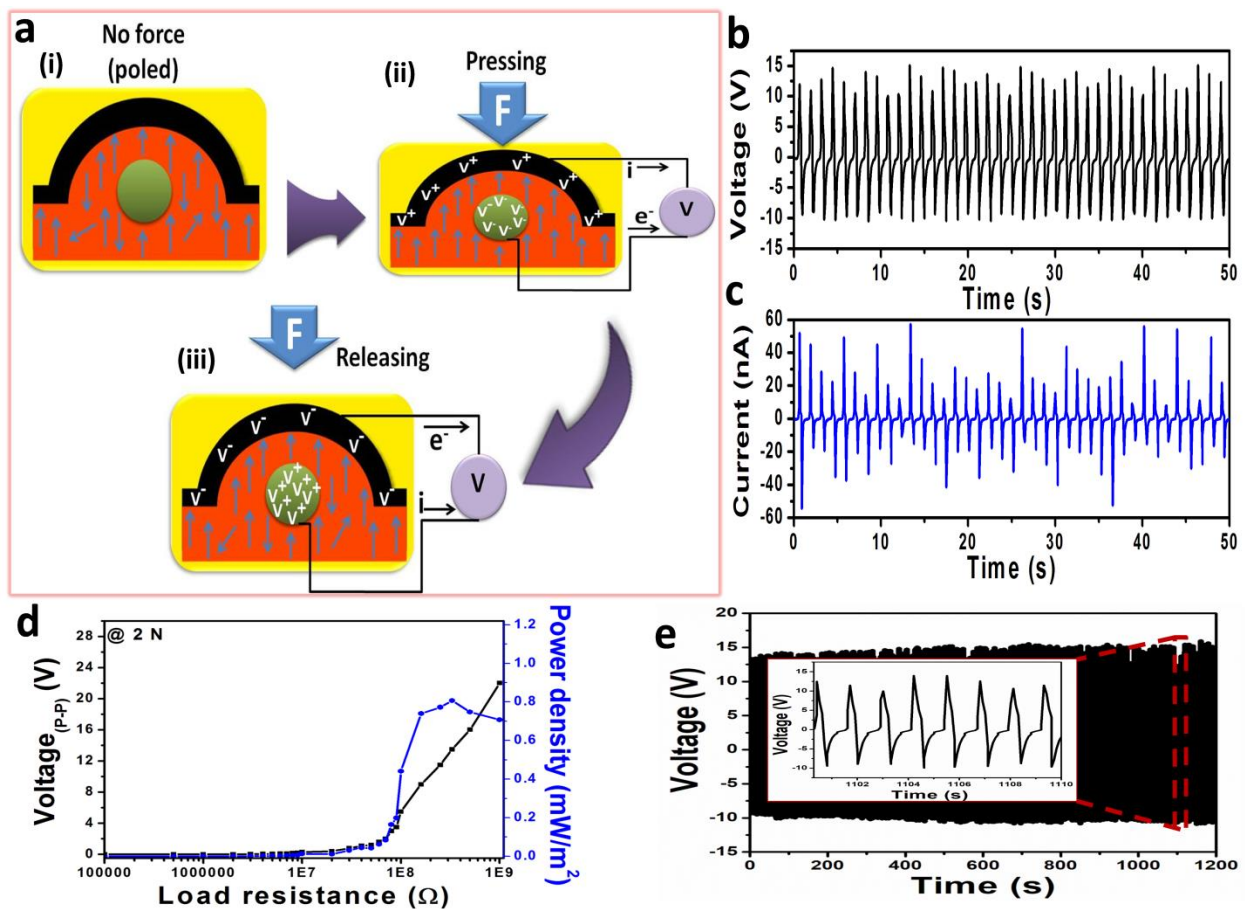 a
No force
(poled)
(i)
(ii)
Pressing
F
V+ V+ V+ V+ V+ V+ V+
V- V- V- V- V- V- V-
i
e-
V
F
(iii)
Releasing
V- V- V- V- V- V-
V+ V+ V+ V+ V+ V+ V+
e-
i
V
b
Voltage (V)
15
10
5
0
-5
-10
-15
0 10 20 30 40 50
Time (s)
c
Current (nA)
60
40
20
0
-20
-40
-60
0 10 20 30 40 50
Time (s)
d
@ 2 N
Voltage(P-P) (V)
28
24
20
16
12
8
4
0
100000 1000000 1E7 1E8 1E9
Load resistance (Ω)
Power density (mW/m2)
1.2
1.0
0.8
0.6
0.4
0.2
0.0
e
Voltage (V)
20
15
10
5
0
-5
-10
-15
0 200 400 600 800 1000 1200
Time (s)
Voltage (V)
15
10
5
0
-5
-10
1102 1104 1106 1108 1110
Time (s)